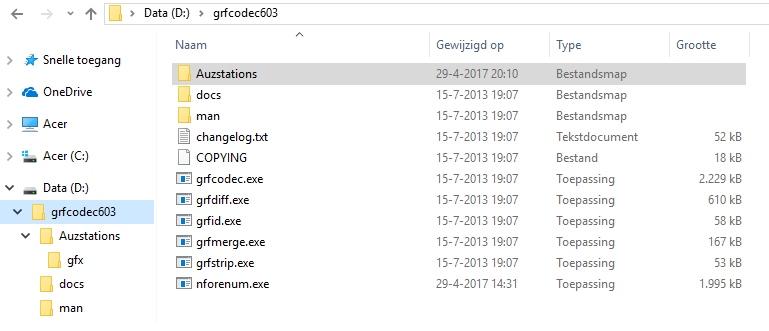 Data (D:) > grfcodec603
Naam Gewijzigd op Type Grootte
Snelle toegang
OneDrive
Acer
Acer (C:)
Data (D:)
grfcodec603
Auzstations
gfx
docs
man
Auzstations 29-4-2017 20:10 Bestandsmap
docs 15-7-2013 19:07 Bestandsmap
man 15-7-2013 19:07 Bestandsmap
changelog.txt 15-7-2013 19:07 Tekstdocument 52 kB
COPYING 15-7-2013 19:07 Bestand 18 kB
grfcodec.exe 15-7-2013 19:07 Toepassing 2.229 kB
grfdiff.exe 15-7-2013 19:07 Toepassing 610 kB
grfid.exe 15-7-2013 19:07 Toepassing 58 kB
grfmerge.exe 15-7-2013 19:07 Toepassing 167 kB
grfstrip.exe 15-7-2013 19:07 Toepassing 53 kB
nforenum.exe 29-4-2017 14:31 Toepassing 1.995 kB